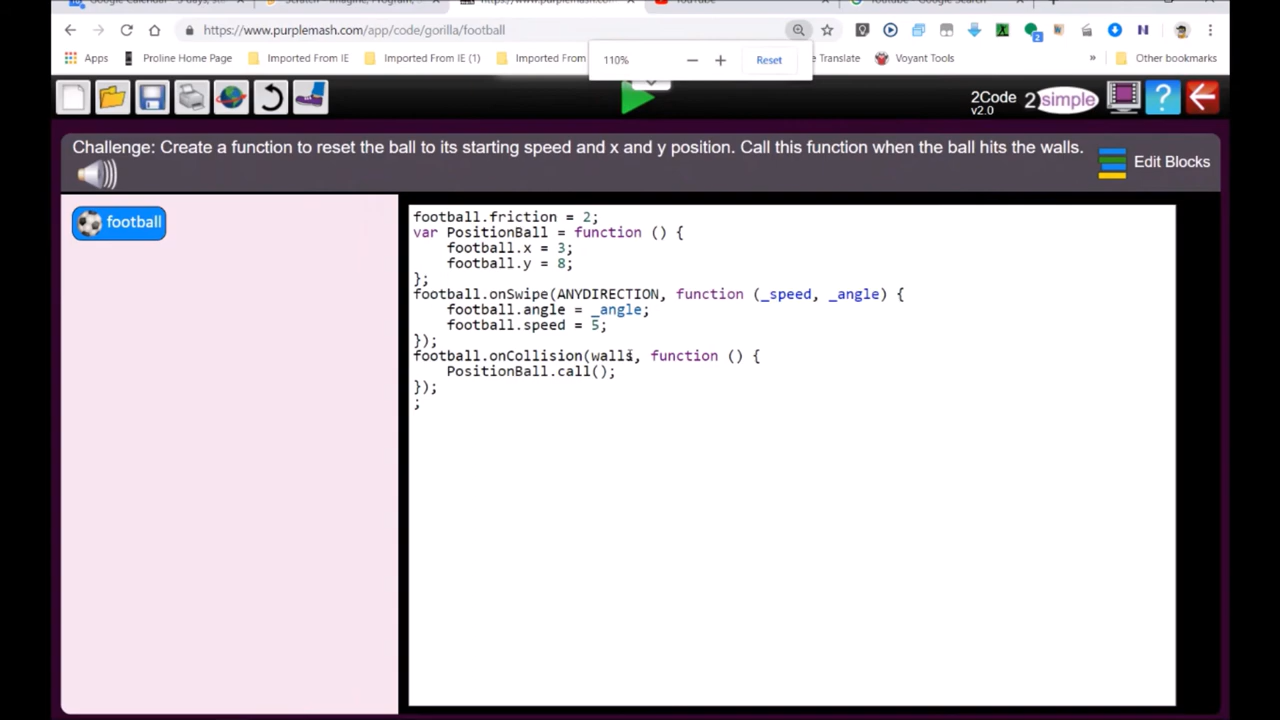 https://www.purplemash.com/app/code/gorilla/football
Apps
Proline Home Page
Imported From IE
Imported From IE (1)
Imported From
110%
Reset
Translate
Voyant Tools
»
Other bookmarks
2Code
v2.0
2simple
?
Challenge: Create a function to reset the ball to its starting speed and x and y position. Call this function when the ball hits the walls.
Edit Blocks
football
football.friction = 2;
var PositionBall = function () {
    football.x = 3;
    football.y = 8;
};
football.onSwipe(ANYDIRECTION, function (_speed, _angle) {
    football.angle = _angle;
    football.speed = 5;
});
football.onCollision(walls, function () {
    PositionBall.call();
});
;